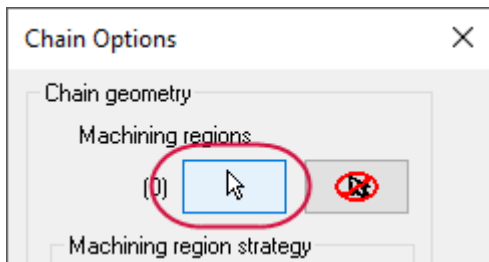 Chain Options
Chain geometry
Machining regions
(0)
Machining region strategy